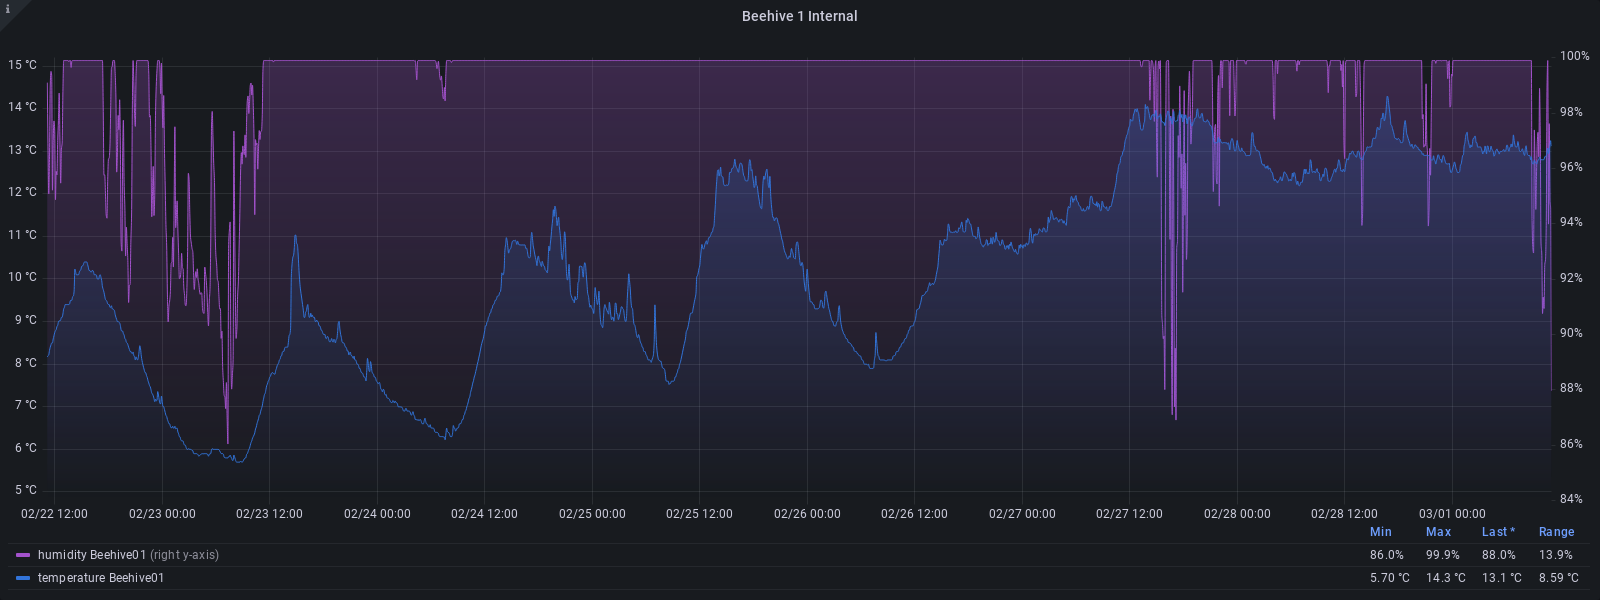 i
Beehive 1 Internal
15 °C
14 °C
13 °C
12 °C
11 °C
10 °C
9 °C
8 °C
7 °C
6 °C
5 °C
100%
98%
96%
94%
92%
90%
88%
86%
84%
02/22 12:00 02/23 00:00 02/23 12:00 02/24 00:00 02/24 12:00 02/25 00:00 02/25 12:00 02/26 00:00 02/26 12:00 02/27 00:00 02/27 12:00 02/28 00:00 02/28 12:00 03/01 00:00
Min Max Last * Range
humidity Beehive01 (right y-axis) 86.0% 99.9% 88.0% 13.9%
temperature Beehive01 5.70 °C 14.3 °C 13.1 °C 8.59 °C